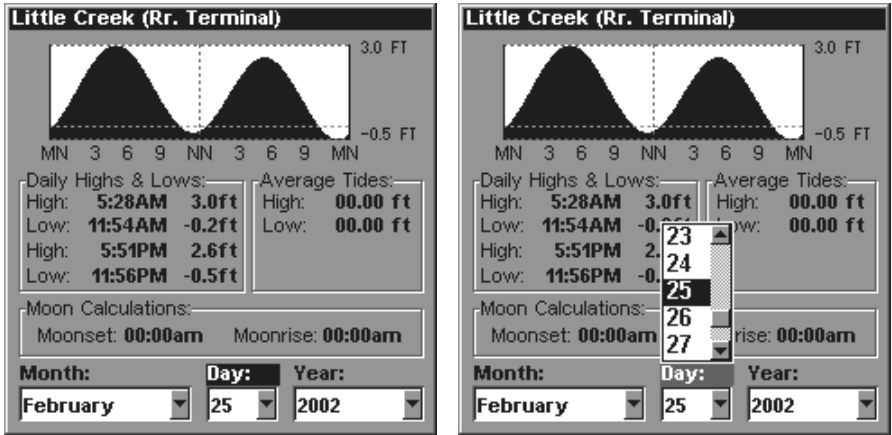 Little Creek (Rr. Terminal)
3.0 FT
-0.5 FT
MN 3 6 9 NN 3 6 9 MN
Daily Highs & Lows:
High: 5:28AM 3.0ft
Low: 11:54AM -0.2ft
High: 5:51PM 2.6ft
Low: 11:56PM -0.5ft
Average Tides:
High: 00.00 ft
Low: 00.00 ft
Moon Calculations:
Moonset: 00:00am Moonrise: 00:00am
Month: Day: Year:
February 25 2002
Little Creek (Rr. Terminal)
3.0 FT
-0.5 FT
MN 3 6 9 NN 3 6 9 MN
Daily Highs & Lows:
High: 5:28AM 3.0ft
Low: 11:54AM
High: 5:51PM
Low: 11:56PM
Average Tides:
High: 00.00 ft
00.00 ft
23
24
25
26
27
Moon Calculations:
Moonset: 00:00am rise: 00:00am
Month: Day: Year:
February 25 2002